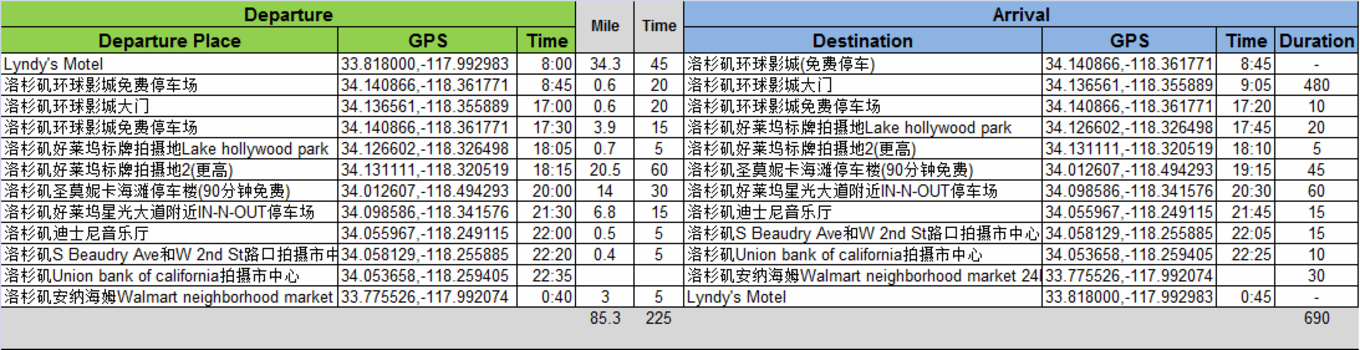 Departure Mile Time Arrival
Departure Place GPS Time Destination GPS Time Duration
Lyndy's Motel 33.818000,-117.992983 8:00 34.3 45 洛杉矶环球影城(免费停车) 34.140866,-118.361771 8:45 -
洛杉矶环球影城免费停车场 34.140866,-118.361771 8:45 0.6 20 洛杉矶环球影城大门 34.136561,-118.355889 9:05 480
洛杉矶环球影城大门 34.136561,-118.355889 17:00 0.6 20 洛杉矶环球影城免费停车场 34.140866,-118.361771 17:20 10
洛杉矶环球影城免费停车场 34.140866,-118.361771 17:30 3.9 15 洛杉矶好莱坞标牌拍摄地Lake hollywood park 34.126602,-118.326498 17:45 20
洛杉矶好莱坞标牌拍摄地Lake hollywood park 34.126602,-118.326498 18:05 0.7 5 洛杉矶好莱坞标牌拍摄地2(更高) 34.131111,-118.320519 18:10 5
洛杉矶好莱坞标牌拍摄地2(更高) 34.131111,-118.320519 18:15 20.5 60 洛杉矶圣莫妮卡海滩停车楼(90分钟免费) 34.012607,-118.494293 19:15 45
洛杉矶圣莫妮卡海滩停车楼(90分钟免费) 34.012607,-118.494293 20:00 14 30 洛杉矶好莱坞星光大道附近IN-N-OUT停车场 34.098586,-118.341576 20:30 60
洛杉矶好莱坞星光大道附近IN-N-OUT停车场 34.098586,-118.341576 21:30 6.8 15 洛杉矶迪士尼音乐厅 34.055967,-118.249115 21:45 15
洛杉矶迪士尼音乐厅 34.055967,-118.249115 22:00 0.5 5 洛杉矶S Beaudry Ave和W 2nd St路口拍摄市中心 34.058129,-118.255885 22:05 15
洛杉矶S Beaudry Ave和W 2nd St路口拍摄市中 34.058129,-118.255885 22:20 0.4 5 洛杉矶Union bank of california拍摄市中心 34.053658,-118.259405 22:25 10
洛杉矶Union bank of california拍摄市中心 34.053658,-118.259405 22:35 洛杉矶安纳海姆Walmart neighborhood market 24 33.775526,-117.992074 30
洛杉矶安纳海姆Walmart neighborhood market 33.775526,-117.992074 0:40 3 5 Lyndy's Motel 33.818000,-117.992983 0:45 -
85.3 225 690